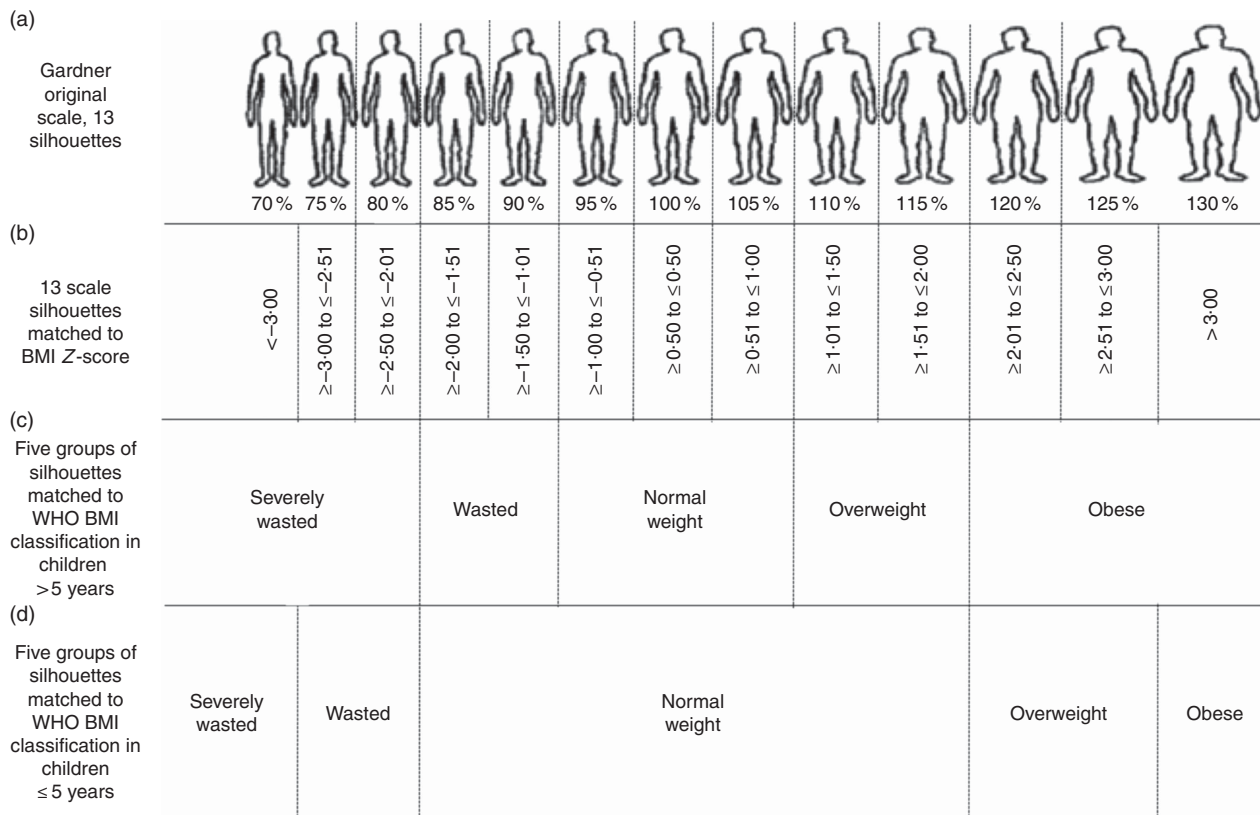 (a)
Gardner
original
scale, 13
silhouettes
70 % 75 % 80 % 85 % 90 % 95 % 100 % 105 % 110 % 115 % 120 % 125 % 130 %
(b)
13 scale
silhouettes
matched to
BMI Z-score
<–3·00
≥–3·00 to ≤–2·51
≥–2·50 to ≤–2·01
≥–2·00 to ≤–1·51
≥–1·50 to ≤–1·01
≥–1·00 to ≤–0·51
≥0·50 to ≤0·50
≥0·51 to ≤1·00
≥1·01 to ≤1·50
≥1·51 to ≤2·00
≥2·01 to ≤2·50
≥2·51 to ≤3·00
>3·00
(c)
Five groups of
silhouettes
matched to
WHO BMI
classification in
children
>5 years
Severely
wasted
Wasted
Normal
weight
Overweight
Obese
(d)
Five groups of
silhouettes
matched to
WHO BMI
classification in
children
≤5 years
Severely
wasted
Wasted
Normal
weight
Overweight
Obese